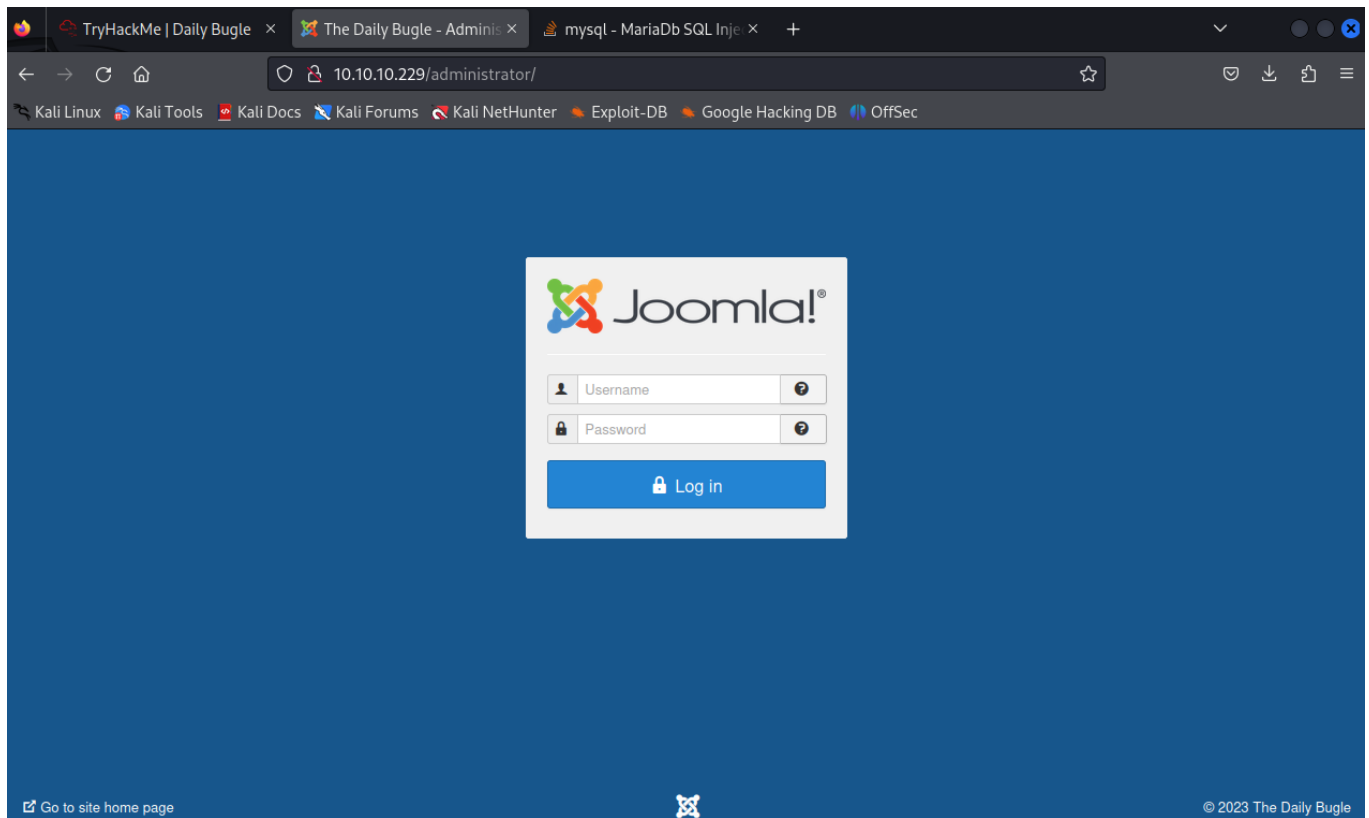 TryHackMe | Daily Bugle
The Daily Bugle - Adminis
mysql - MariaDb SQL Inje
10.10.10.229/administrator/
Kali Linux Kali Tools Kali Docs Kali Forums Kali NetHunter Exploit-DB Google Hacking DB OffSec
Joomla!®
Username
Password
Log in
Go to site home page
© 2023 The Daily Bugle